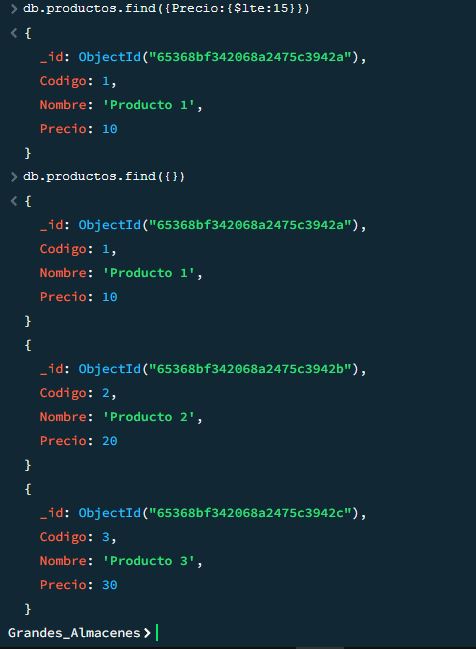 > db.productos.find({Precio:{$lte:15}})
< {
_id: ObjectId("65368bf342068a2475c3942a"),
Codigo: 1,
Nombre: 'Producto 1',
Precio: 10
}
> db.productos.find({})
< {
_id: ObjectId("65368bf342068a2475c3942a"),
Codigo: 1,
Nombre: 'Producto 1',
Precio: 10
}
{
_id: ObjectId("65368bf342068a2475c3942b"),
Codigo: 2,
Nombre: 'Producto 2',
Precio: 20
}
{
_id: ObjectId("65368bf342068a2475c3942c"),
Codigo: 3,
Nombre: 'Producto 3',
Precio: 30
}
Grandes_Almacenes>